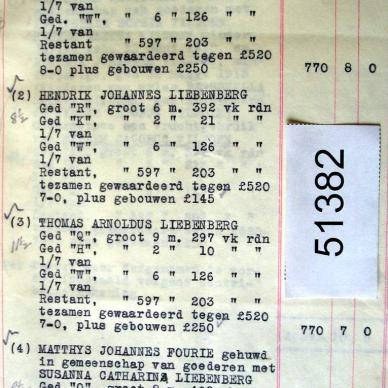 1/7 van
Ged. "W", " 6 " 126 " "
1/7 van
Restant " 597 " 203 " "
tezamen gewaardeerd tegen £520
8-0 plus gebouwen £250 770 8 0
(2) HENDRIK JOHANNES LIEBENBERG
Ged "R", groot 6 m. 392 vk rdn
8½ Ged "K", " 2 " 21 " "
1/7 van
Ged "W", " 6 " 126 " "
1/7 van
Restant, " 597 " 203 " "
tezamen gewaardeerd tegen £520
7-0, plus gebouwen £145
51382
(3) THOMAS ARNOLDUS LIEBENBERG
Ged "Q", groot 9 m. 297 vk rdn
Ged "H", " 2 " 10 " "
1/7 van
Ged "W", " 6 " 126 " "
1/7 van
Restant, " 597 " 203 " "
tezamen gewaardeerd tegen £520
7-0, plus gebouwen £250 770 7 0
(4) MATTHYS JOHANNES FOURIE gehuwd
in gemeenschap van goederen met
SUSANNA CATHARINA LIEBENBERG